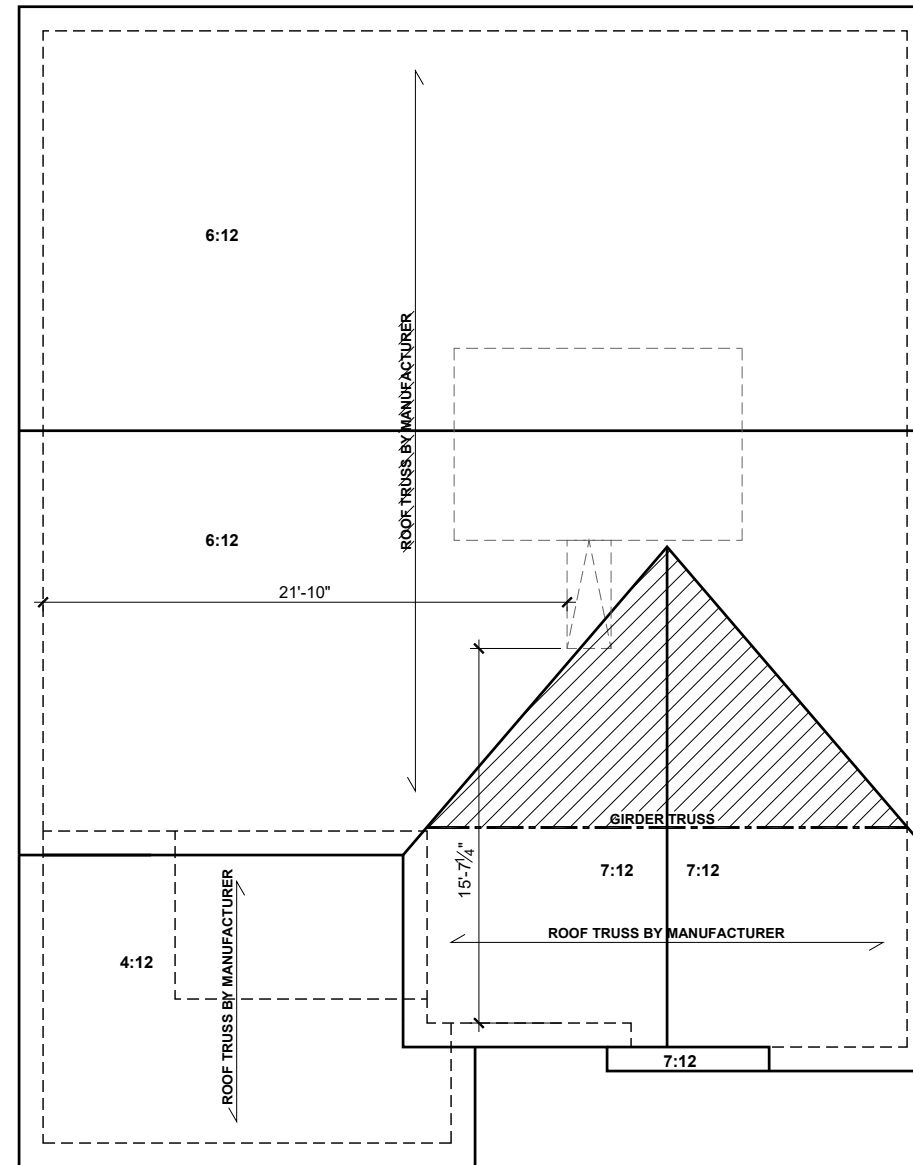 6:12
ROOF TRUSS BY MANUFACTURER
6:12
21'-10"
GIRDER TRUSS
15'-7¼"
7:12
7:12
ROOF TRUSS BY MANUFACTURER
4:12
ROOF TRUSS BY MANUFACTURER
7:12